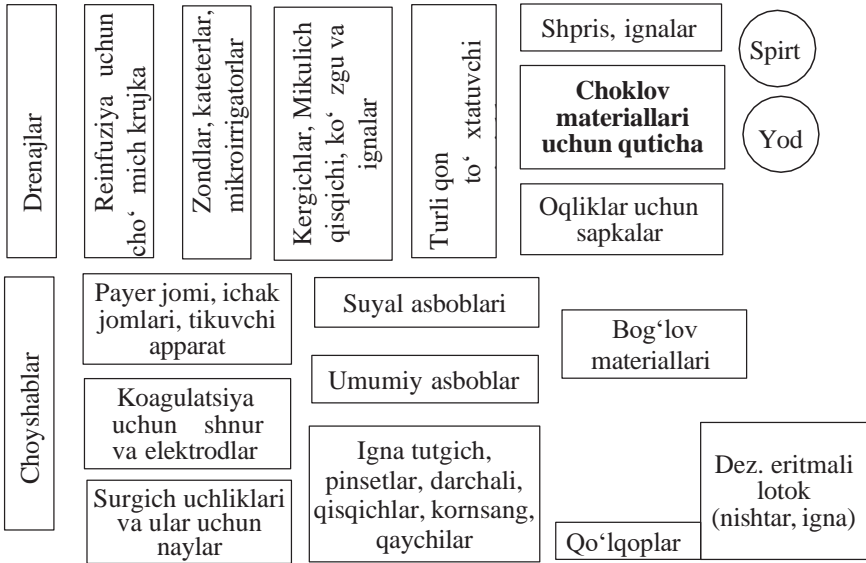 Drenajlar
Reinfuziya uchun
cho‘ mich krujka
Zondlar, kateterlar,
mikroirrigatorlar
Kergichlar, Mikulich
qisqichi, ko‘ zgu va
ignalar
Turli qon
to‘ xtatuvchi
Shpris, ignalar
Spirt
Choklov
materiallari
uchun quticha
Yod
Oqliklar uchun
sapkalar
Choyshablar
Payer jomi, ichak
jomlari, tikuvchi
apparat
Suyal asboblari
Bog‘lov
materiallari
Umumiy asboblar
Koagulatsiya
uchun shnur
va elektrodlar
Igna tutgich,
pinsetlar, darchali,
qisqichlar, kornsang,
qaychilar
Dez. eritmali
lotok
(nishtar, igna)
Surgich uchliklari
va ular uchun
naylar
Qo‘lqoplar